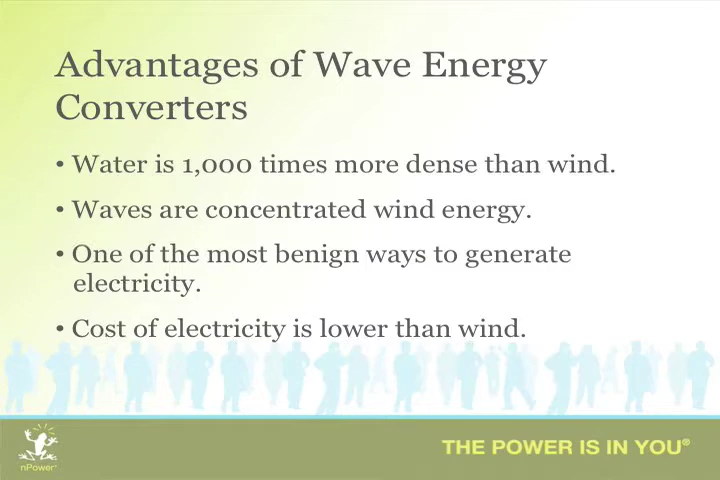 Advantages of Wave Energy
Converters
• Water is 1,000 times more dense than wind.
• Waves are concentrated wind energy.
• One of the most benign ways to generate
electricity.
• Cost of electricity is lower than wind.
nPower
THE POWER IS IN YOU®